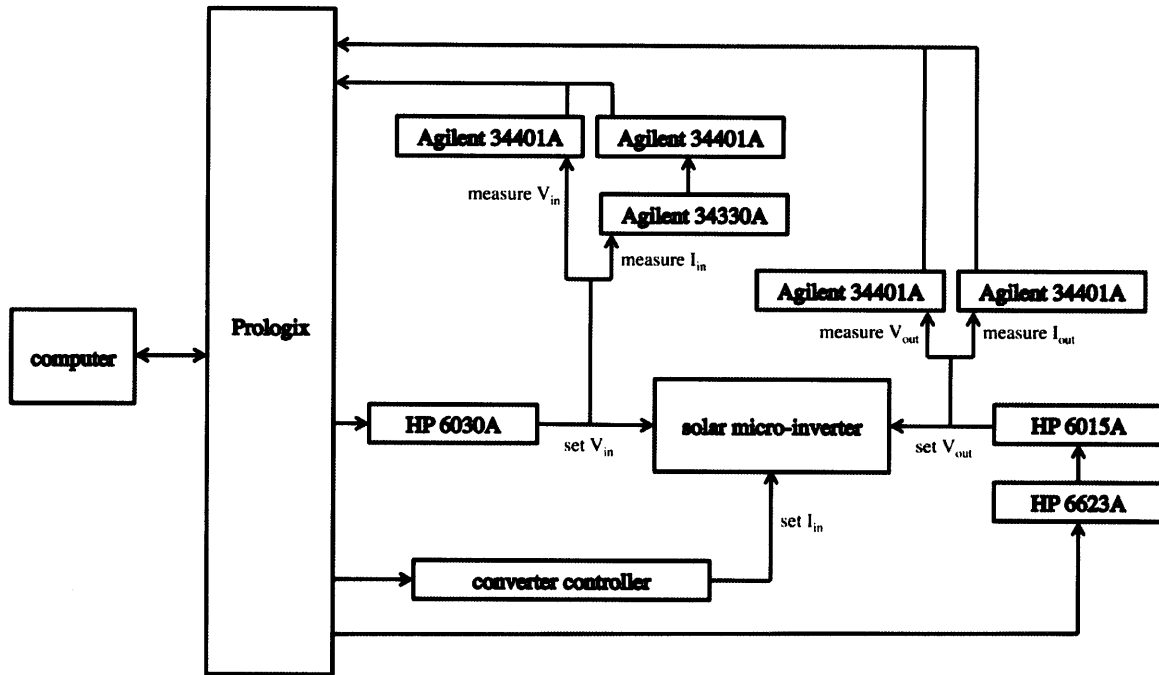 Agilent 34401A
Agilent 34401A
measure V_in
Agilent 34330A
measure I_in
Agilent 34401A
Agilent 34401A
Prologix
measure V_out
measure I_out
computer
HP 6030A
solar micro-inverter
HP 6015A
set V_in
set V_out
HP 6623A
set I_in
converter controller